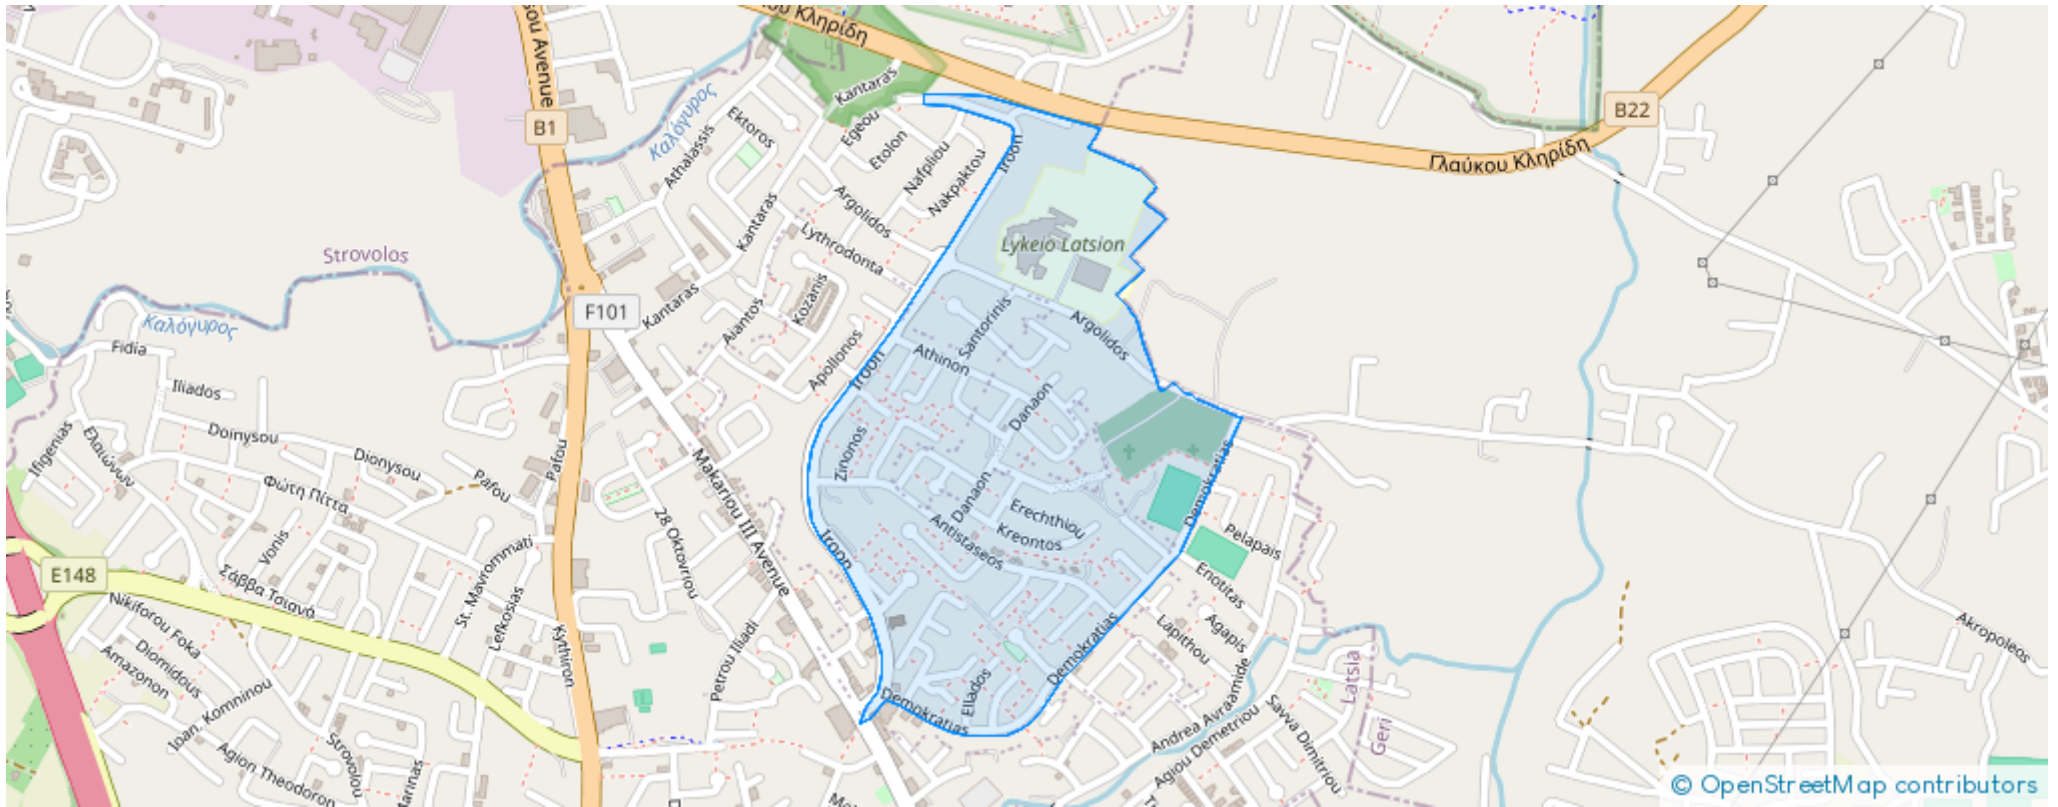 Κληρίδη
Avenue
Kantaras
B1
B22
Γλαύκου Κληρίδη
Καλόγυρος
Ektoros
Egeou
Etolon
Athalassis
Nafpliou
Nakpaktou
Iroon
Argolidos
Kantaras
Lythrodonta
Lykeio Latsion
Strovolos
Καλόγυρος
F101
Kantaras
Aiantos
Kozanis
Santorinis
Argolidos
Fidia
Apollonos
Iroon
Athinon
Iliados
Danaon
Doinysou
Ifigenias
Ελαιώνων
Dionysou
Pafou
Pafou
Zinonos
Makariou III Avenue
Demokratias
Φώτη Πίττα
Danaon
Erechthiou
Kreontos
Antistaseos
Pelapais
28 Oktovriou
Vonis
Iroon
E148
Σάββα Τσιανά
St. Mavrommati
Enotitas
Nikiforou Foka
Lefkosias
Agapis
Lapithou
Akropoleos
Diomidous
Amazonon
Kythiron
Petrou Iliadi
Demokratias
Latsia
Geri
Ioan. Komninou
Ellados
Demokratias
Andrea Avraamide
Savva Dimitriou
Agiou Demetriou
Strovolou
Agion Theodoron
© OpenStreetMap contributors